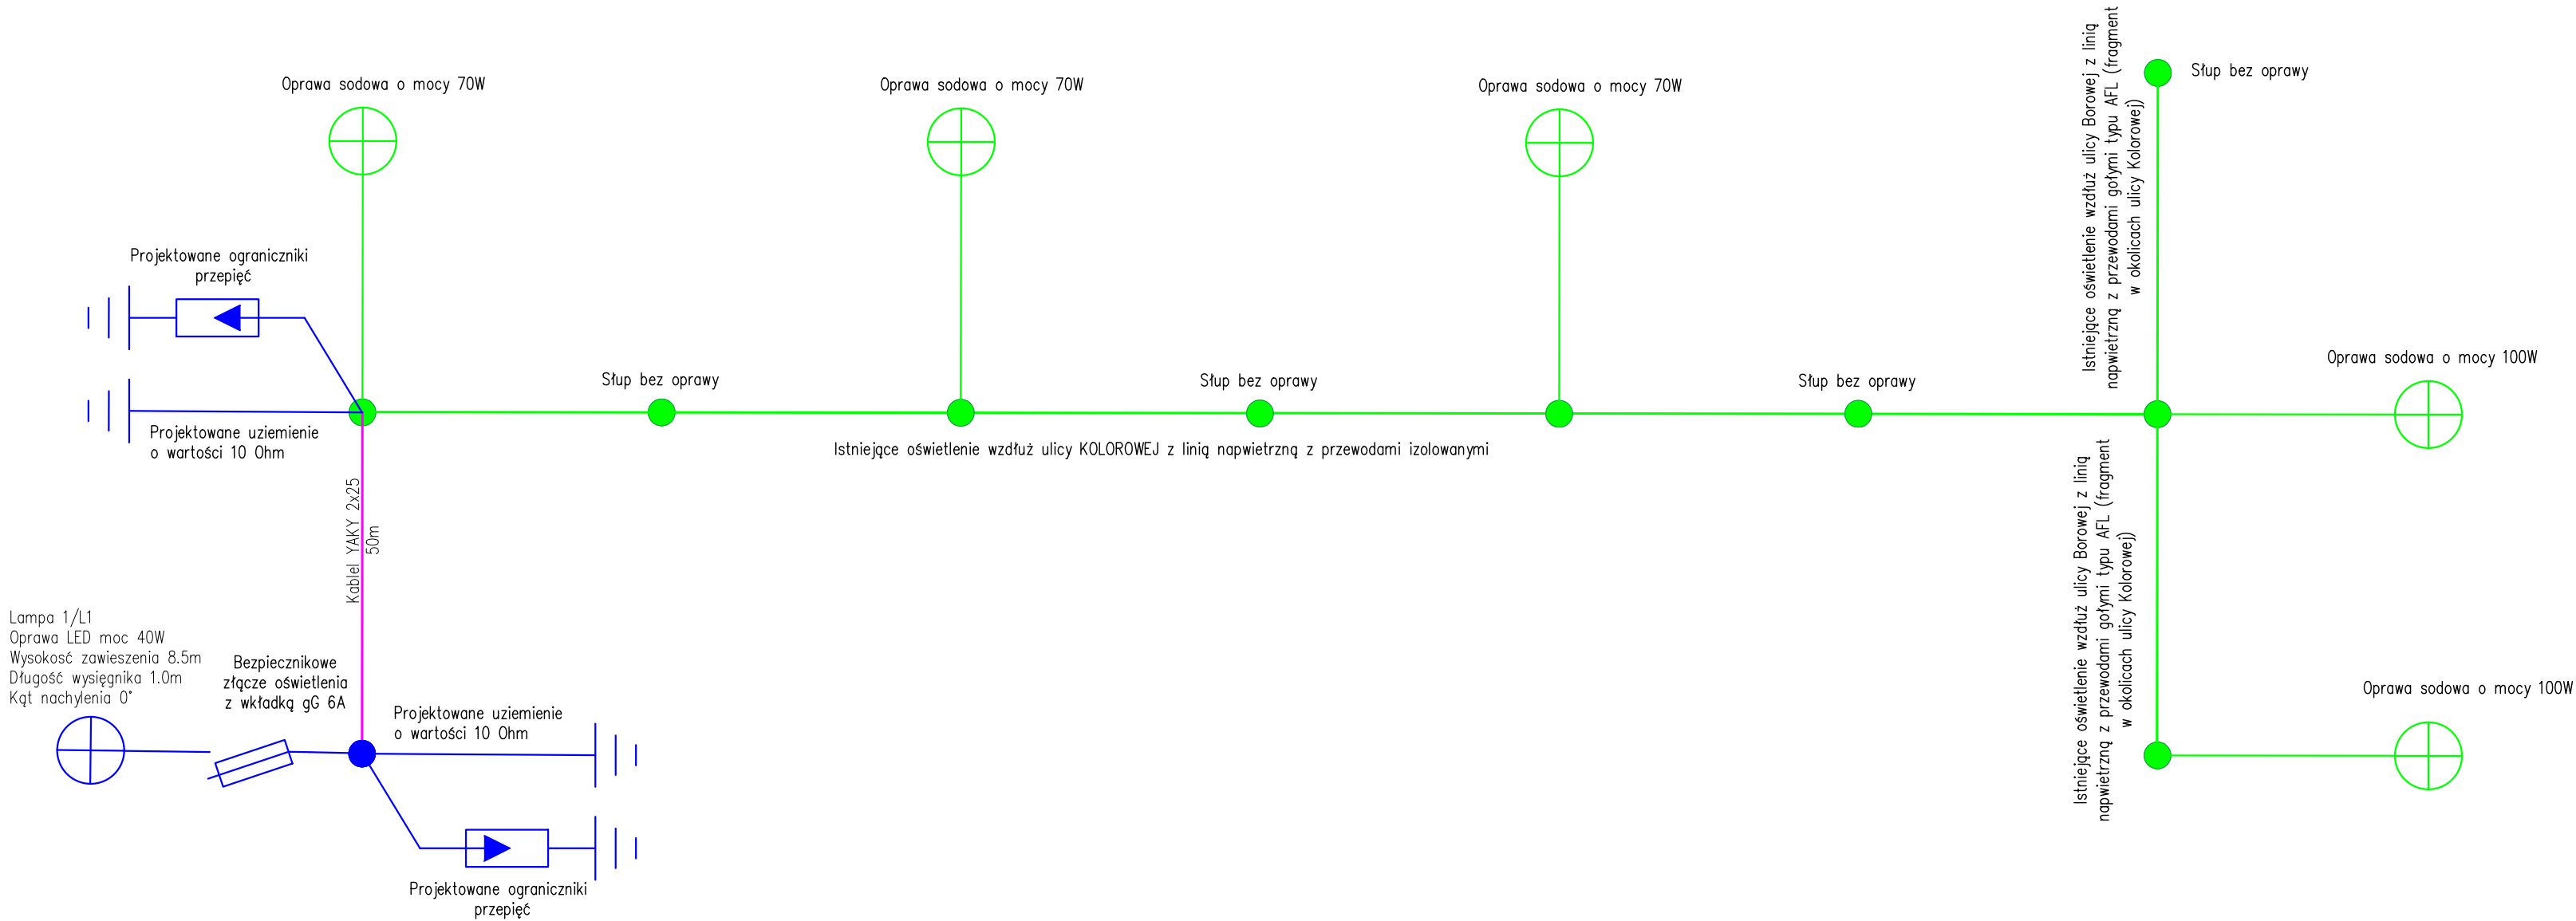 Oprawa sodowa o mocy 70W
Oprawa sodowa o mocy 70W
Oprawa sodowa o mocy 70W
Istniejące oświetlenie wzdłuż ulicy Borowej z linią
napwietrzną z przewodami gołymi typu AFL (fragment
w okolicach ulicy Kolorowej)
Słup bez oprawy
Projektowane ograniczniki
przepięć
Projektowane uziemienie
o wartości 10 Ohm
Słup bez oprawy
Słup bez oprawy
Słup bez oprawy
Oprawa sodowa o mocy 100W
Istniejące oświetlenie wzdłuż ulicy KOLOROWEJ z linią napwietrzną z przewodami izolowanymi
Kablel YAKY 2x25
50m
Istniejące oświetlenie wzdłuż ulicy Borowej z linią
napwietrzną z przewodami gołymi typu AFL (fragment
w okolicach ulicy Kolorowej)
Lampa 1/L1
Oprawa LED moc 40W
Wysokosć zawieszenia 8.5m
Długość wysięgnika 1.0m
Kąt nachylenia 0°
Bezpiecznikowe
złącze oświetlenia
z wkładką gG 6A
Projektowane uziemienie
o wartości 10 Ohm
Oprawa sodowa o mocy 100W
Projektowane ograniczniki
przepięć